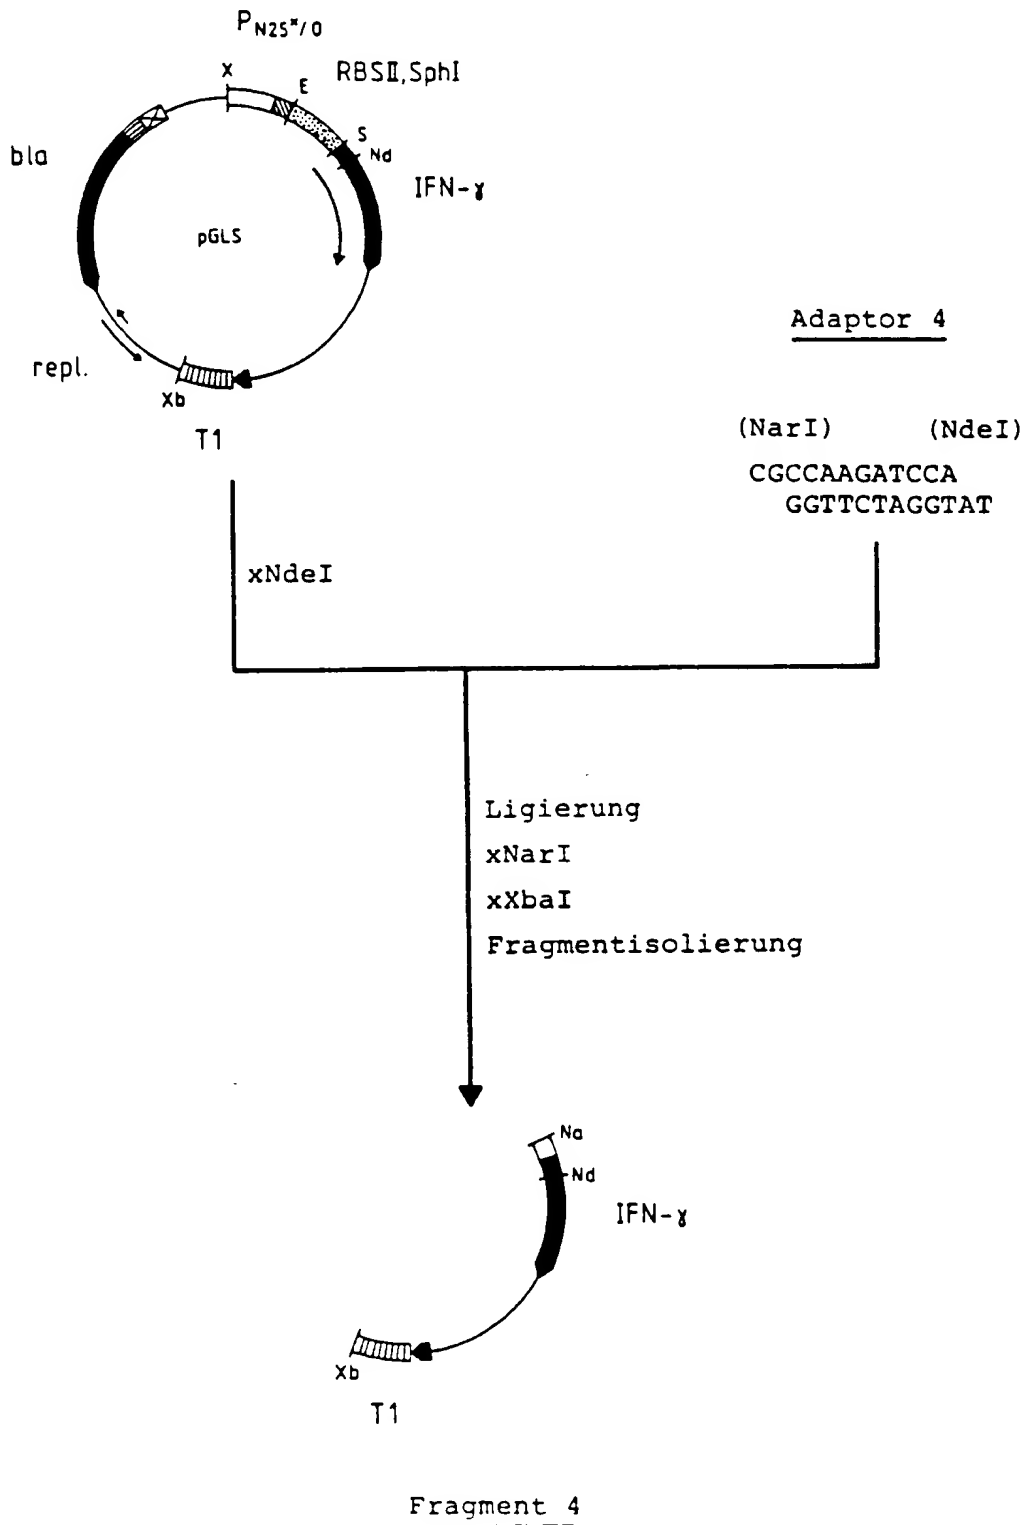 P N25*/O
X
E
RBSII,SphI
S
Nd
bla
IFN-γ
pGLS
repl.
Xb
T1
Adaptor 4
(NarI) (NdeI)
CGCCAAGATCCA
GGTTCTAGGTAT
xNdeI
Ligierung
xNarI
xXbaI
Fragmentisolierung
Na
Nd
IFN-γ
Xb
T1
Fragment 4